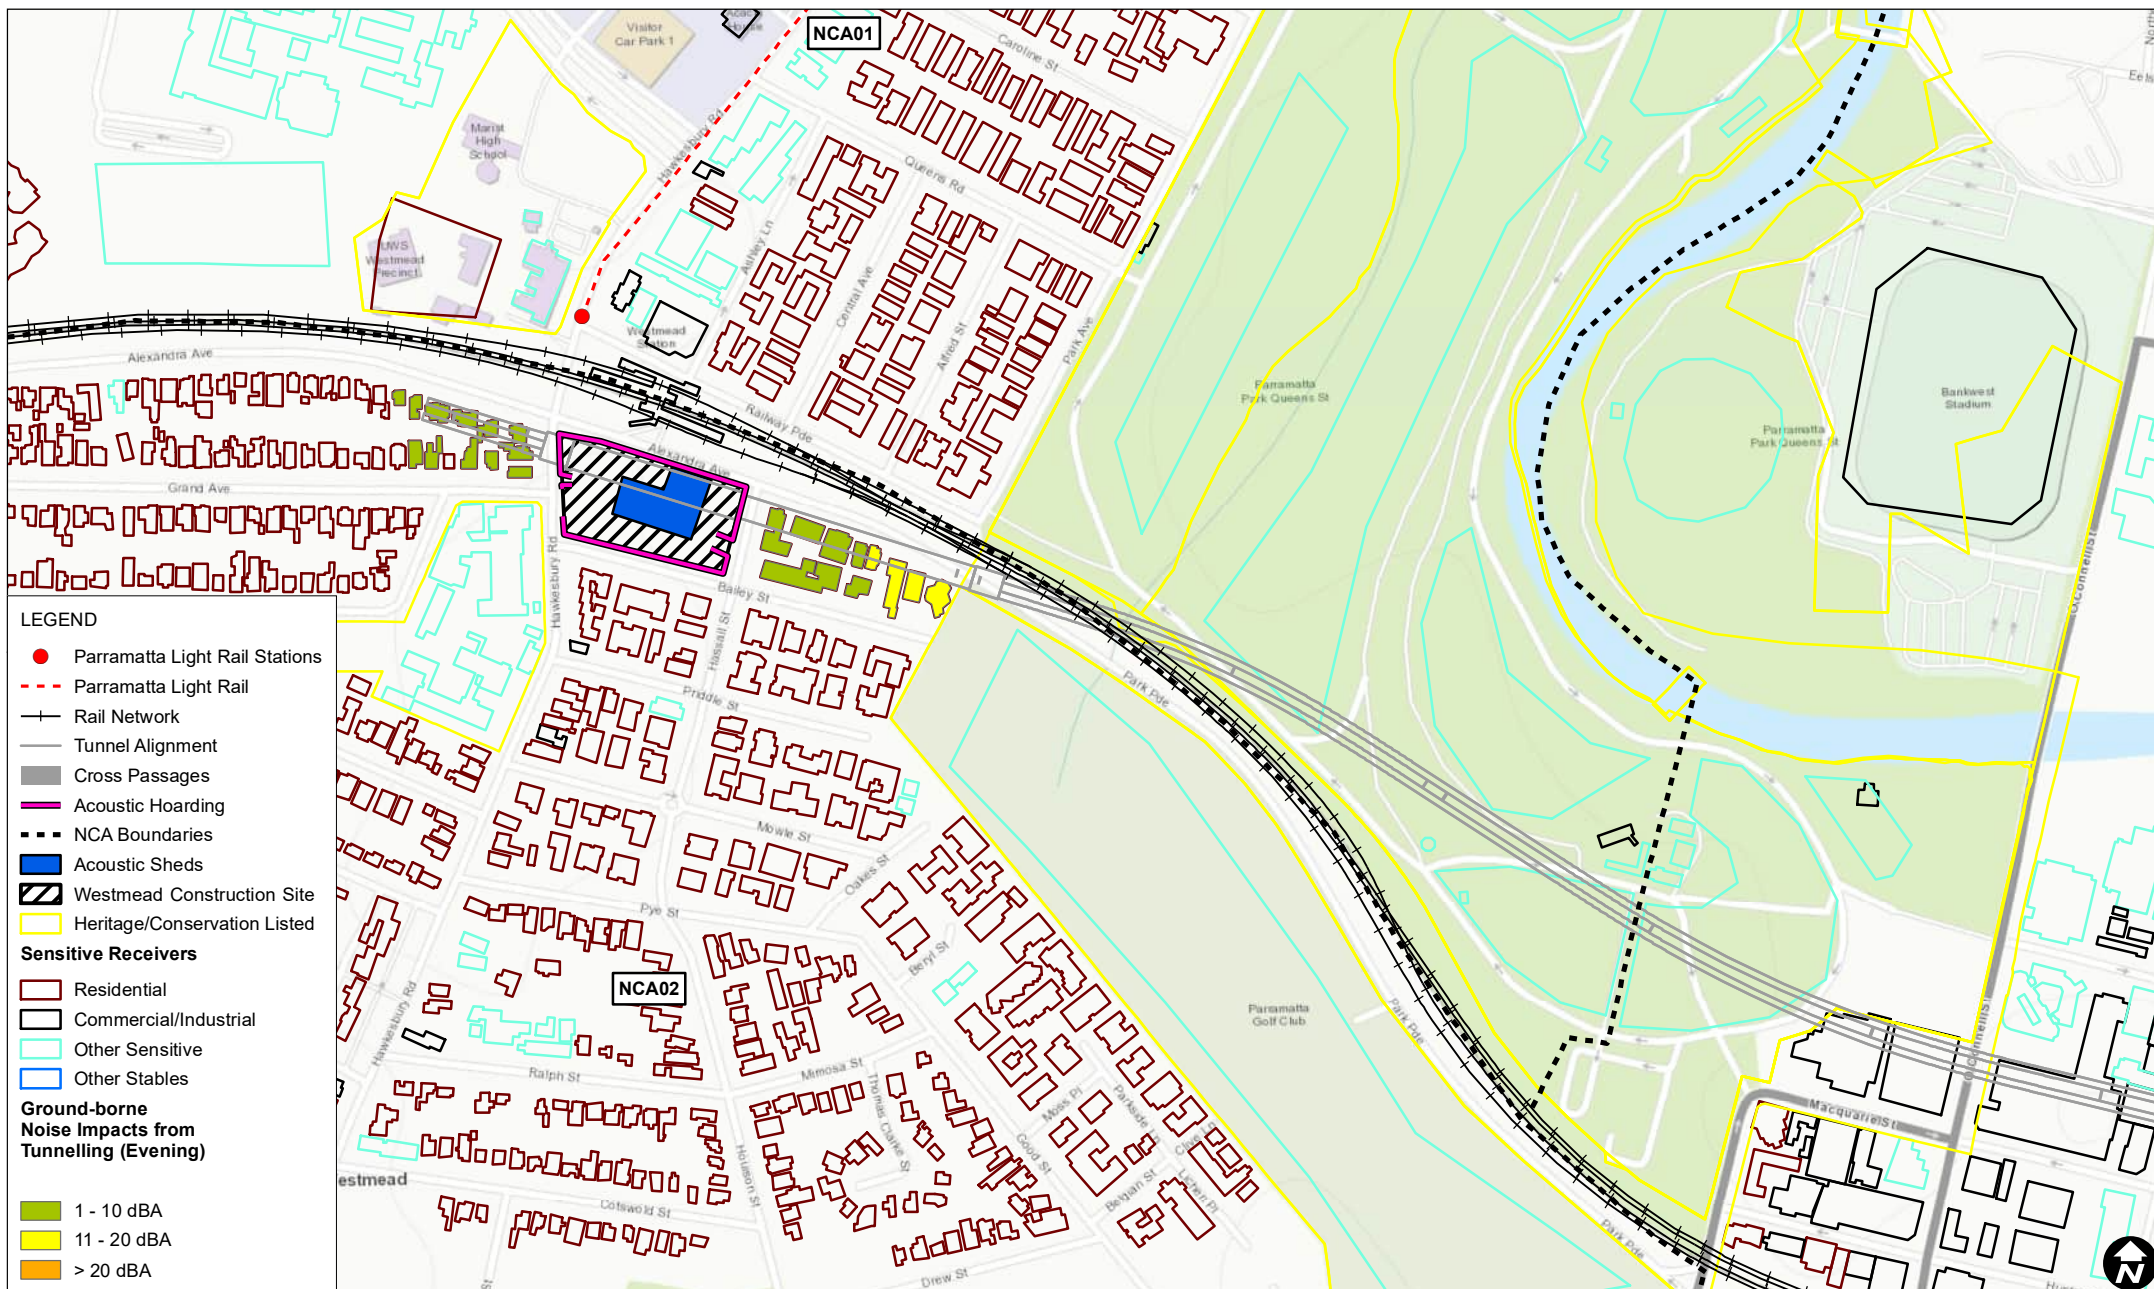 Visitor
Car Park 1
NCA01
Caroline St
Marist
High
School
Hawkesbury Rd
Queens Rd
UWS
Westmead
Precinct
Ashley Ln
Central Ave
Alfred St
Park Ave
Westmead
Station
Alexandra Ave
Railway Pde
Alexandra Ave
Grand Ave
Parramatta
Park Queens St
Parramatta
Park Queens St
Bankwest
Stadium
O'Connell St
Hawkesbury Rd
Bailey St
Hassall St
Priddle St
Park Pde
Mowle St
Oakes St
Pye St
Beryl St
NCA02
Hawkesbury Rd
Parramatta
Golf Club
Park Pde
O'Connell St
Macquarie St
Ralph St
Mimosa St
Thomas Clarke St
Moss Pl
Parkside Ln
Good St
Houison St
Belgian St
Lichen Pl
Cotswold St
Drew St
Park Pde
estmead
LEGEND
Parramatta Light Rail Stations
Parramatta Light Rail
Rail Network
Tunnel Alignment
Cross Passages
Acoustic Hoarding
NCA Boundaries
Acoustic Sheds
Westmead Construction Site
Heritage/Conservation Listed
Sensitive Receivers
Residential
Commercial/Industrial
Other Sensitive
Other Stables
Ground-borne
Noise Impacts from
Tunnelling (Evening)
1 - 10 dBA
11 - 20 dBA
> 20 dBA
N